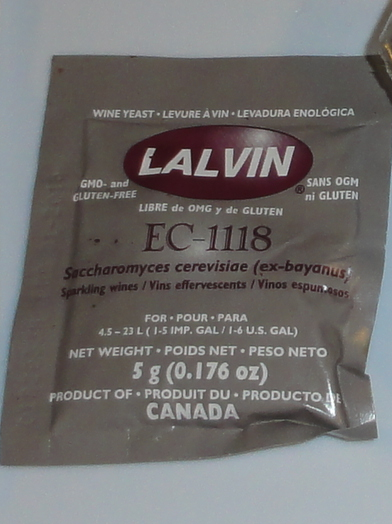 WINE YEAST • LEVURE À VIN • LEVADURA ENOLÓGICA
LALVIN®
GMO- and
GLUTEN-FREE
SANS OGM
ni GLUTEN
LIBRE de OMG y de GLUTEN
EC-1118
Saccharomyces cerevisiae (ex-bayanus)
Sparkling wines / Vins effervescents / Vinos espumosos
FOR • POUR • PARA
4.5 – 23 L ( 1-5 IMP. GAL / 1-6 U.S. GAL)
NET WEIGHT • POIDS NET • PESO NETO
5 g (0.176 oz)
PRODUCT OF • PRODUIT DU • PRODUCTO DE
CANADA